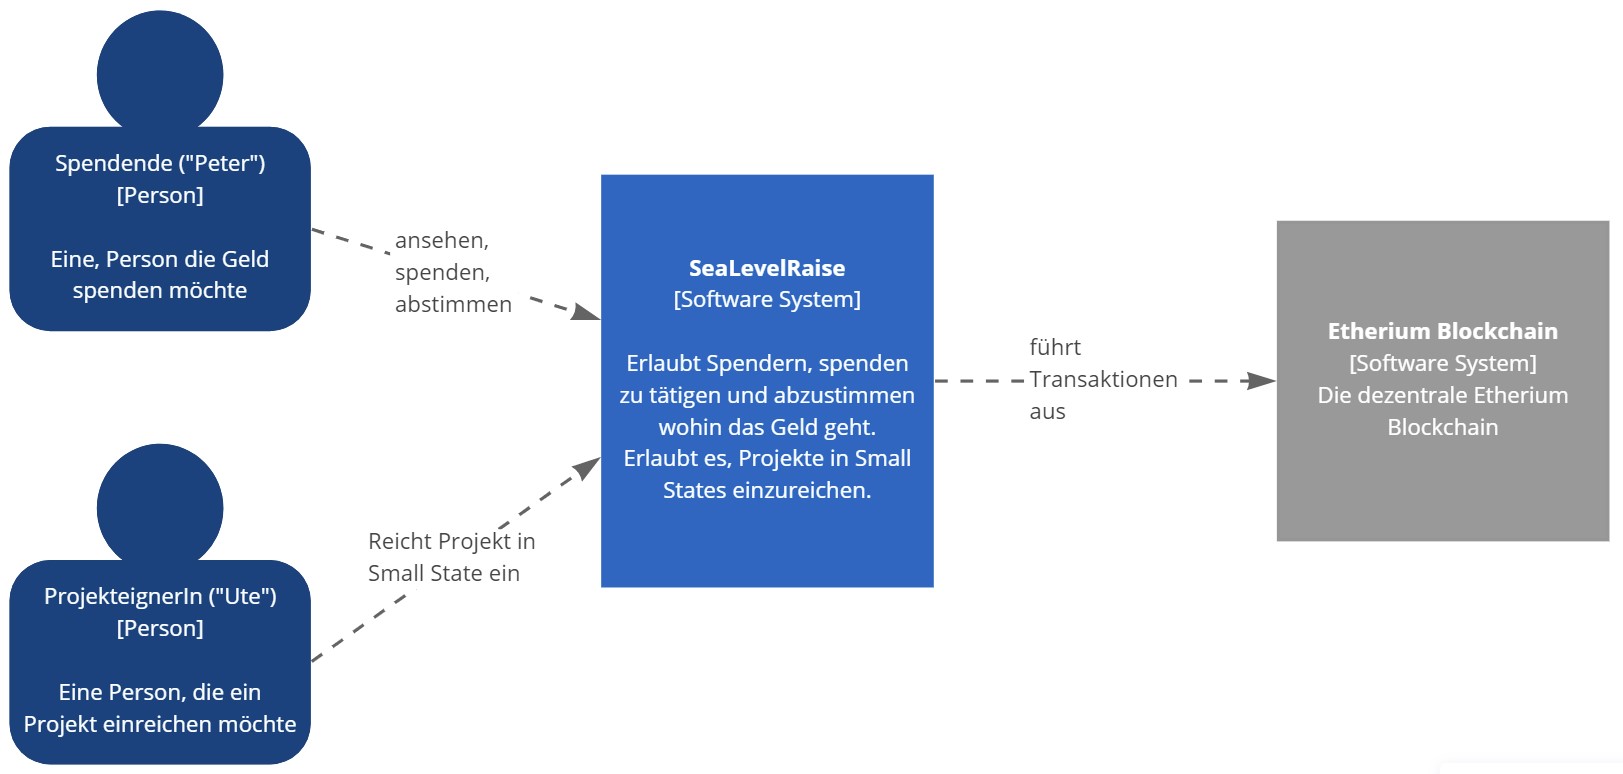 Spendende ("Peter")
[Person]
Eine, Person die Geld
spenden möchte
ansehen,
spenden,
abstimmen
ProjekteignerIn ("Ute")
[Person]
Eine Person, die ein
Projekt einreichen möchte
Reicht Projekt in
Small State ein
SeaLevelRaise
[Software System]
Erlaubt Spendern, spenden
zu tätigen und abzustimmen
wohin das Geld geht.
Erlaubt es, Projekte in Small
States einzureichen.
führt
Transaktionen
aus
Etherium Blockchain
[Software System]
Die dezentrale Etherium
Blockchain